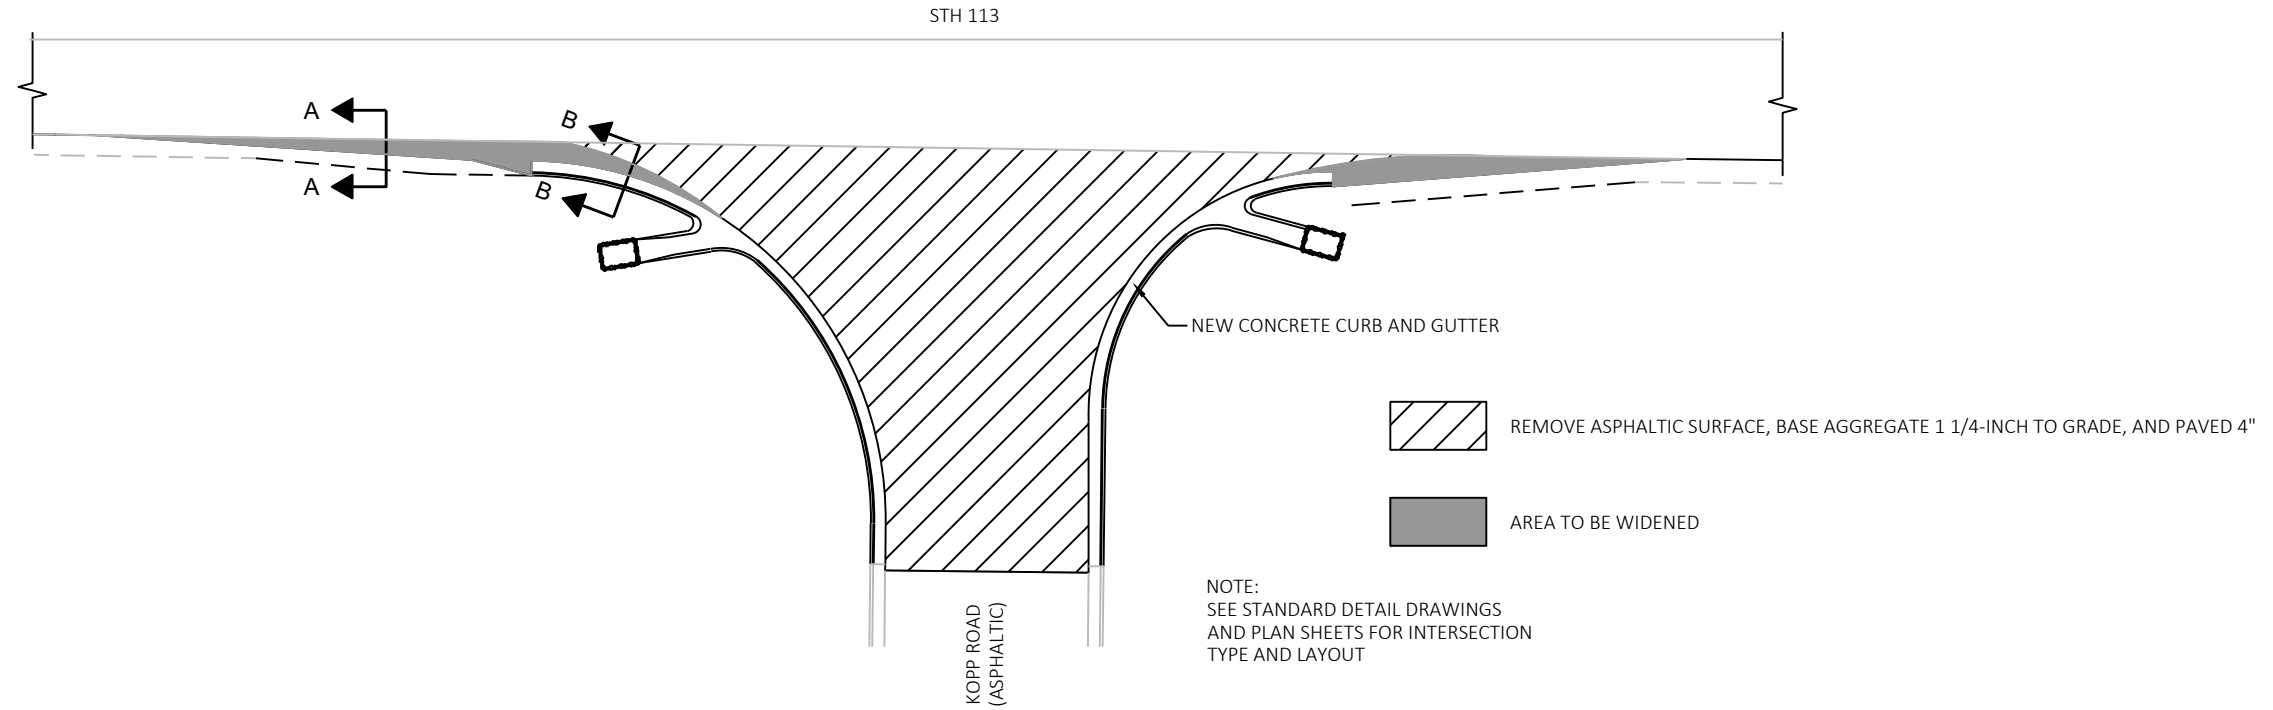 STH 113
A
B
A
B
NEW CONCRETE CURB AND GUTTER
REMOVE ASPHALTIC SURFACE, BASE AGGREGATE 1 1/4-INCH TO GRADE, AND PAVED 4"
AREA TO BE WIDENED
NOTE:
SEE STANDARD DETAIL DRAWINGS
AND PLAN SHEETS FOR INTERSECTION
TYPE AND LAYOUT
KOPP ROAD
(ASPHALTIC)